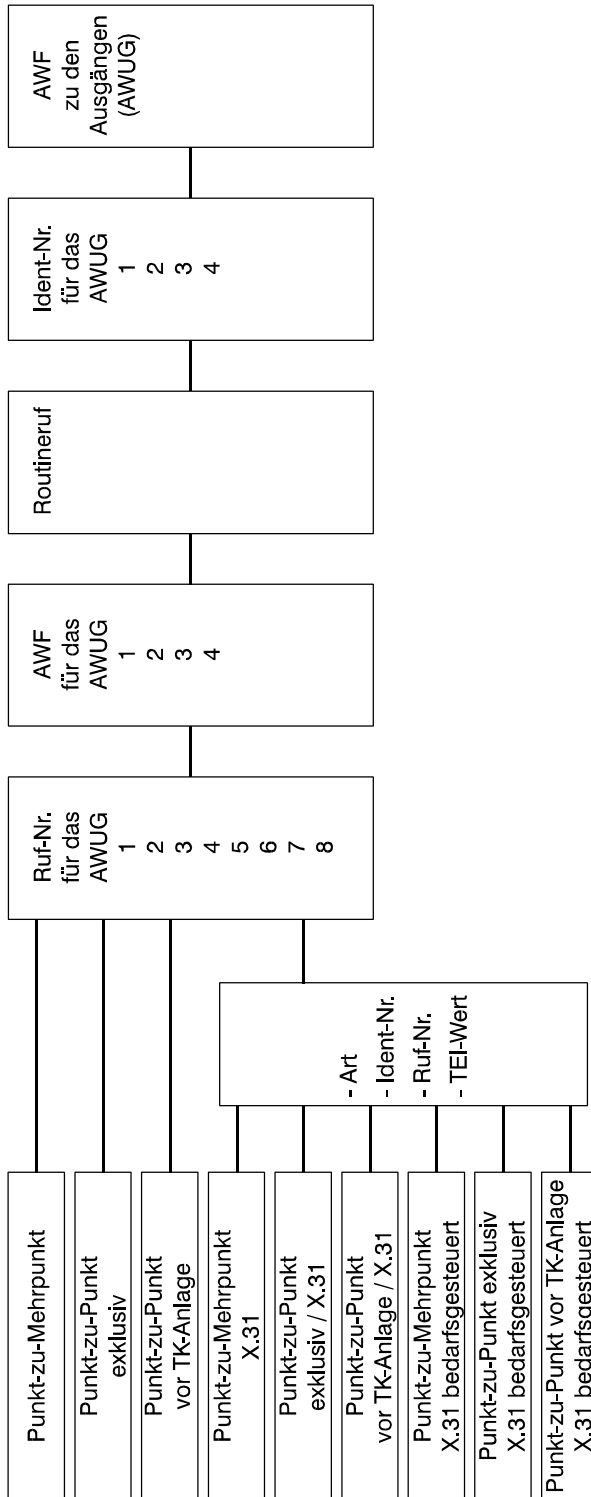 Punkt-zu-Mehrpunkt
Punkt-zu-Punkt
exklusiv
Punkt-zu-Punkt
vor TK-Anlage
Punkt-zu-Mehrpunkt
X.31
Punkt-zu-Punkt
exklusiv / X.31
Punkt-zu-Punkt
vor TK-Anlage / X.31
Punkt-zu-Mehrpunkt
X.31 bedarfsgesteuert
Punkt-zu-Punkt exklusiv
X.31 bedarfsgesteuert
Punkt-zu-Punkt vor TK-Anlage
X.31 bedarfsgesteuert
- Art
- Ident-Nr.
- Ruf-Nr.
- TEI-Wert
Ruf-Nr.
für das
AWUG
1
2
3
4
5
6
7
8
AWF
für das
AWUG
1
2
3
4
Routineruf
Ident-Nr.
für das
AWUG
1
2
3
4
AWF
zu den
Ausgängen
(AWUG)